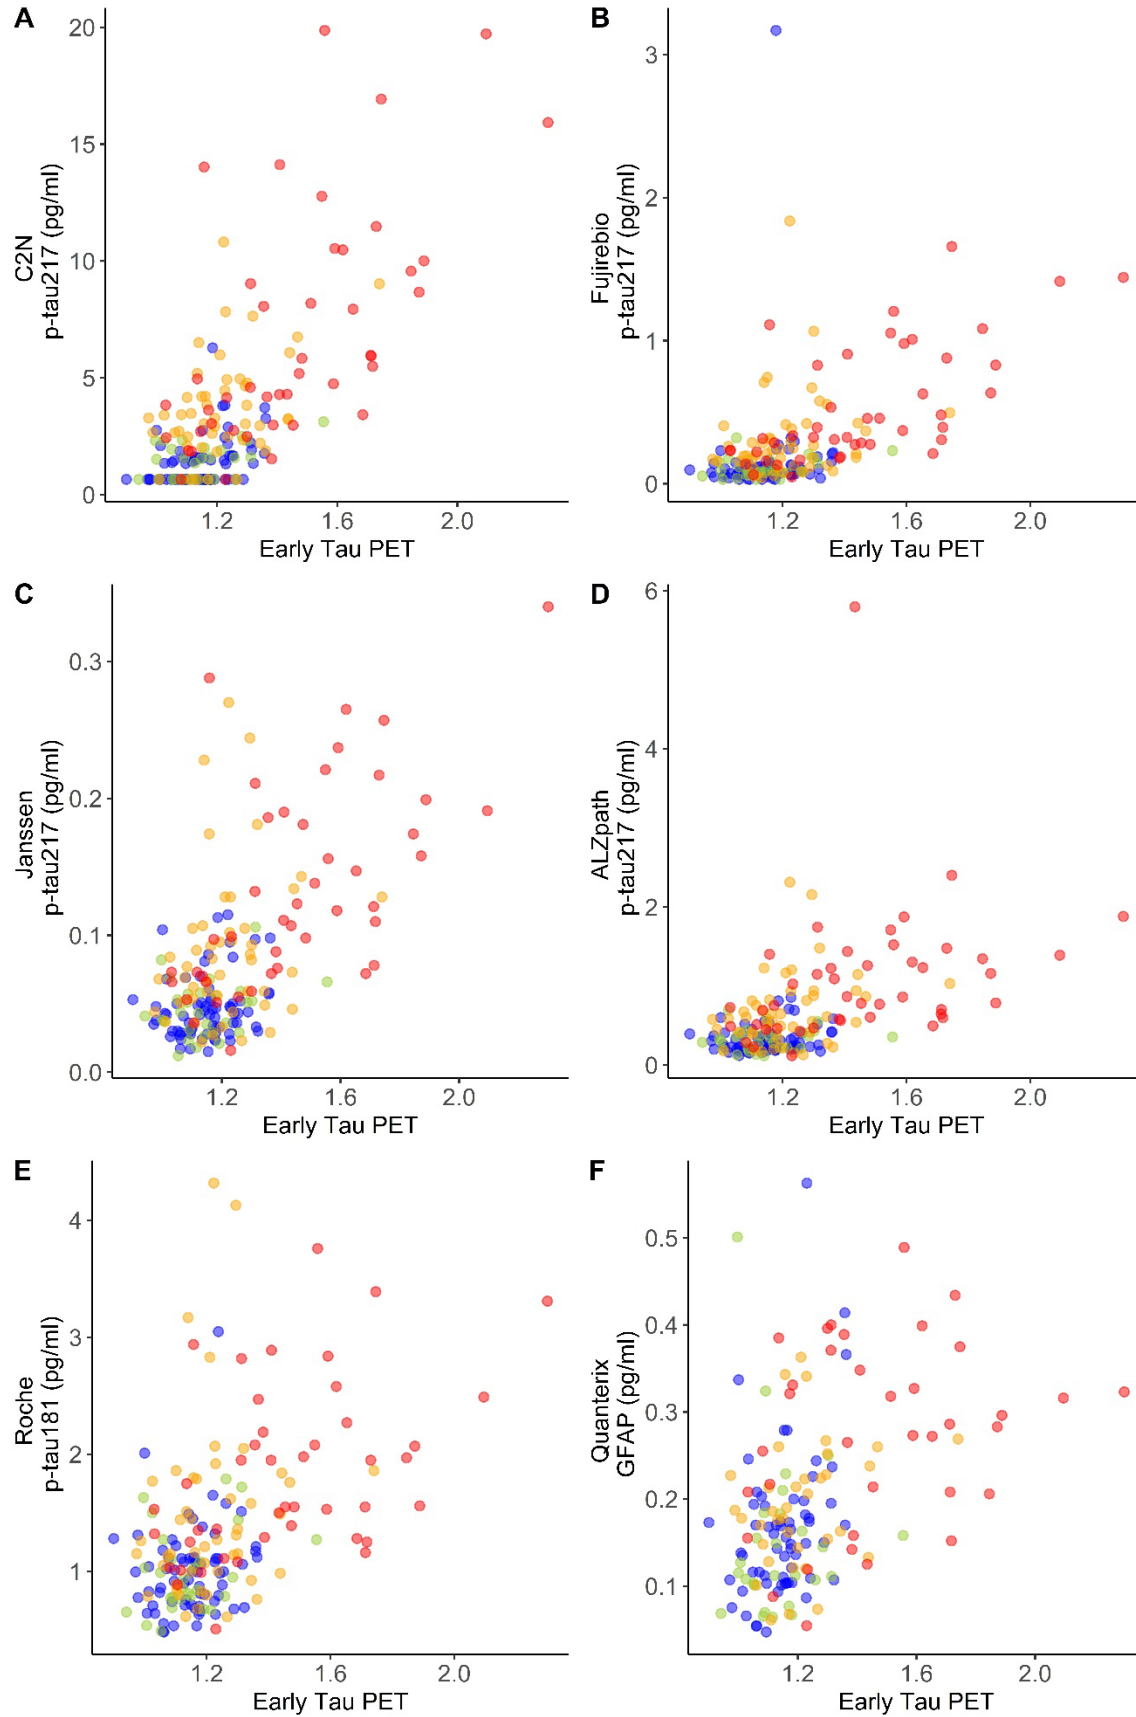 A
C2N
p-tau217 (pg/ml)
20
15
10
5
0
1.2
1.6
2.0
Early Tau PET
B
Fujirebio
p-tau217 (pg/ml)
3
2
1
0
1.2
1.6
2.0
Early Tau PET
C
Janssen
p-tau217 (pg/ml)
0.3
0.2
0.1
0.0
1.2
1.6
2.0
Early Tau PET
D
ALZpath
p-tau217 (pg/ml)
6
4
2
0
1.2
1.6
2.0
Early Tau PET
E
Roche
p-tau181 (pg/ml)
4
3
2
1
1.2
1.6
2.0
Early Tau PET
F
Quanterix
GFAP (pg/ml)
0.5
0.4
0.3
0.2
0.1
1.2
1.6
2.0
Early Tau PET